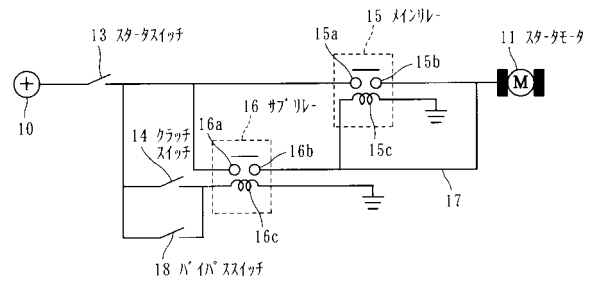 15 メインリレー
13 スタータスイッチ
15a
15b
11 スタータモータ
M
10
16 サブリレー
14 クラッチ
スイッチ
16a
16b
15c
17
16c
18 バイパススイッチ